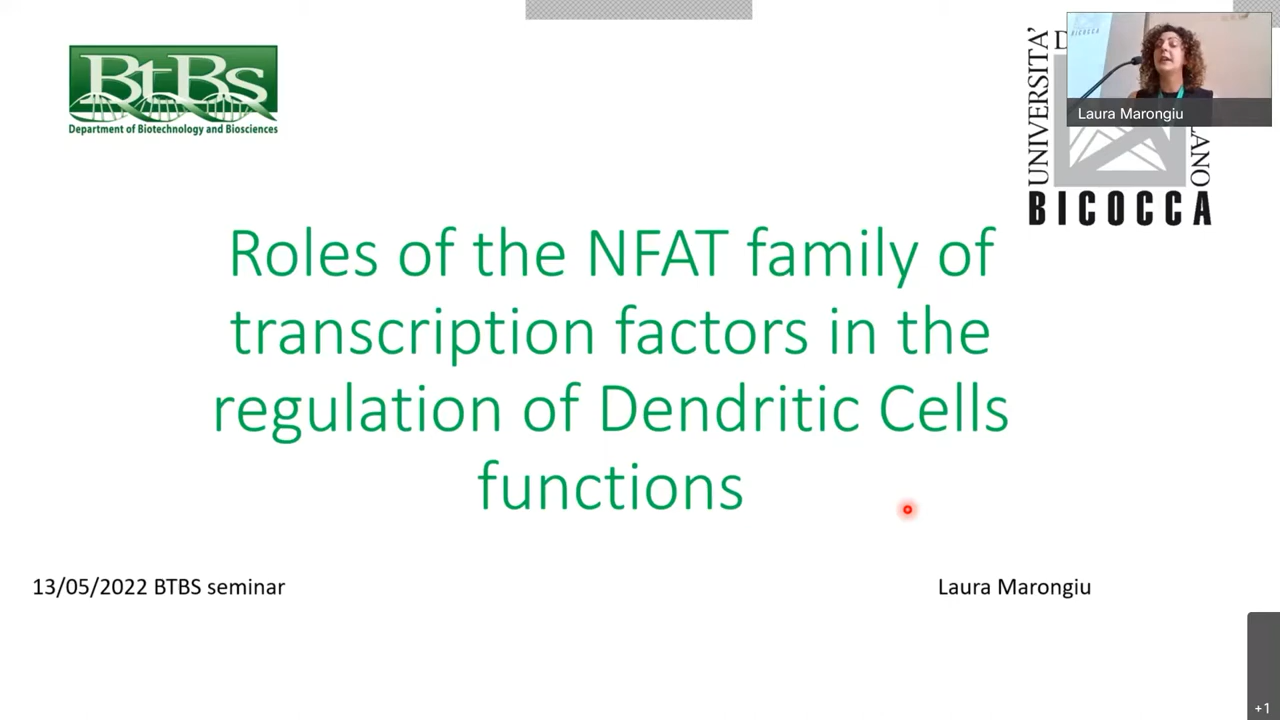 BtBs
Department of Biotechnology and Biosciences
UNIVERSITA'
BICOCCA
Laura Marongiu
Roles of the NFAT family of
transcription factors in the
regulation of Dendritic Cells
functions
13/05/2022 BTBS seminar
Laura Marongiu
+1